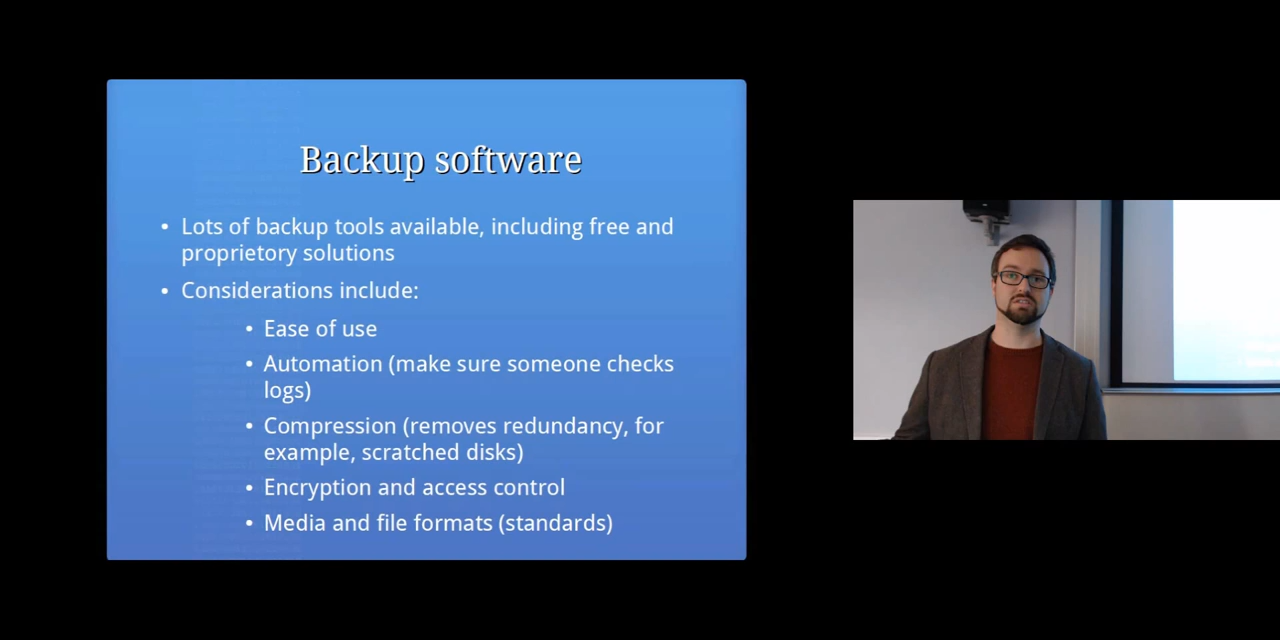 Backup software
• Lots of backup tools available, including free and
proprietory solutions
• Considerations include:
• Ease of use
• Automation (make sure someone checks
logs)
• Compression (removes redundancy, for
example, scratched disks)
• Encryption and access control
• Media and file formats (standards)